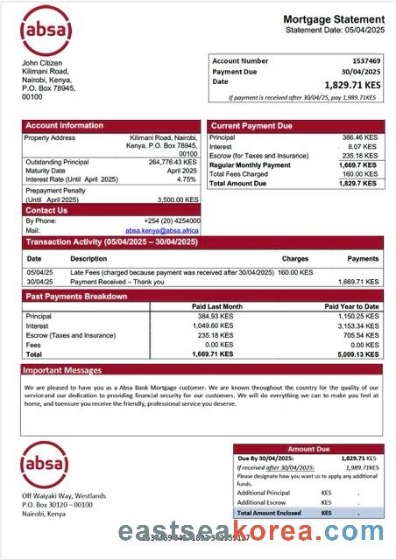 absa
Mortgage Statement
Statement Date: 05/04/2025
John Citizen
Kilimani Road,
Nairobi, Kenya,
P.O. Box 78945,
00100
Account Number 1537469
Payment Due 30/04/2025
Date 1,829.71 KES
If payment is received after 30/04/25, pay 1,989.71KES
Account Information
Property Address Kilimani Road, Nairobi,
Kenya, P.O. Box 78945,
00100
Outstanding Principal 264,776.43 KES
Maturity Date April 2025
Interest Rate (Until April 2025) 4.75%
Prepayment Penalty
(Until April 2025) 3,500.00 KES
Contact Us
By Phone: +254 (20) 4254000
Mail: absa.kenya@absa.africa
Current Payment Due
Principal 386.46 KES
Interest 8.07 KES
Escrow (for Taxes and Insurance) 235.18 KES
Regular Monthly Payment 1,669.7 KES
Total Fees Charged 160.00 KES
Total Amount Due 1,829.7 KES
Transaction Activity (05/04/2025 – 30/04/2025)
Date Description Charges Payments
05/04/25 Late Fees (charged because payment was received after 30/04/2025) 160.00 KES
30/04/25 Payment Received – Thank you 1,669.71 KES
Past Payments Breakdown
Paid Last Month Paid Year to Date
Principal 384.93 KES 1,150.25 KES
Interest 1,049.60 KES 3,153.34 KES
Escrow (Taxes and Insurance) 235.18 KES 705.54 KES
Fees 0.00 KES 0.00 KES
Total 1,669.71 KES 5,009.13 KES
Important Messages
We are pleased to have you as a Absa Bank Mortgage customer. We are known throughout the country for the quality of our
service and our dedication to providing financial security for our customers. We will do everything we can to make you feel at
home, and toensure you receive the friendly, professional service you deserve.
absa
Off Waiyaki Way, Westlands
P.O. Box 30120 – 00100
Nairobi, Kenya
Amount Due
Due By 30/04/2025: 1,829.71 KES
If received after 30/04/2025: 1,989.71KES
Please designate how you want us to apply any additional
funds.
Additional Principal KES .
Additional Escrow KES .
Total Amount Enclosed KES .
eastseakorea.com